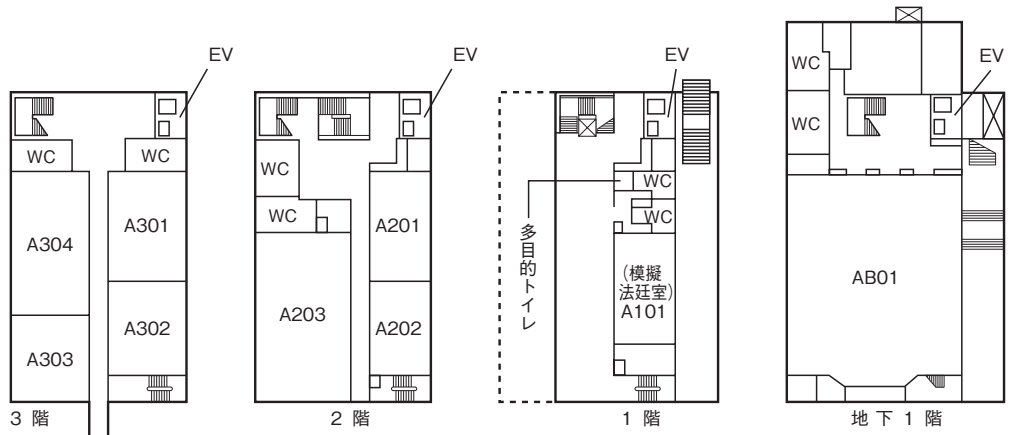 EV
WC
WC
A304
A301
A303
A302
3 階
EV
WC
WC
A201
A203
A202
2 階
EV
WC
WC
多目的トイレ
(模擬
法廷室)
A101
1 階
EV
WC
WC
AB01
地 下 1 階